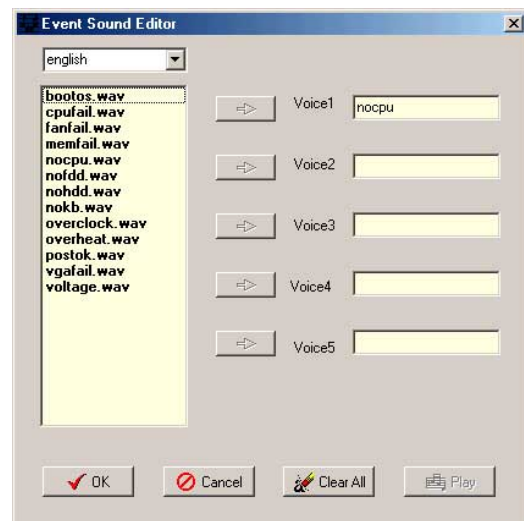 Event Sound Editor
english
bootos.wav
cpufail.wav
fanfail.wav
memfail.wav
nocpu.wav
nofdd.wav
nohdd.wav
nokb.wav
overclock.wav
overheat.wav
postok.wav
vgafail.wav
voltage.wav
Voice1 nocpu
Voice2
Voice3
Voice4
Voice5
OK Cancel Clear All Play